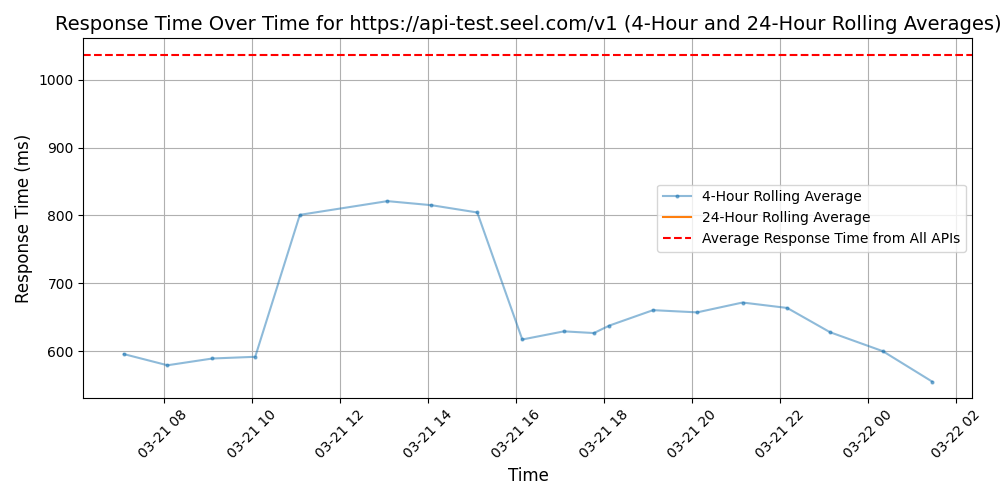 Response Time Over Time for https://api-test.seel.com/v1 (4-Hour and 24-Hour Rolling Averages)
Response Time (ms)
1000
900
800
700
600
4-Hour Rolling Average
24-Hour Rolling Average
Average Response Time from All APIs
03-21 08
03-21 10
03-21 12
03-21 14
03-21 16
03-21 18
03-21 20
03-21 22
03-22 00
03-22 02
Time